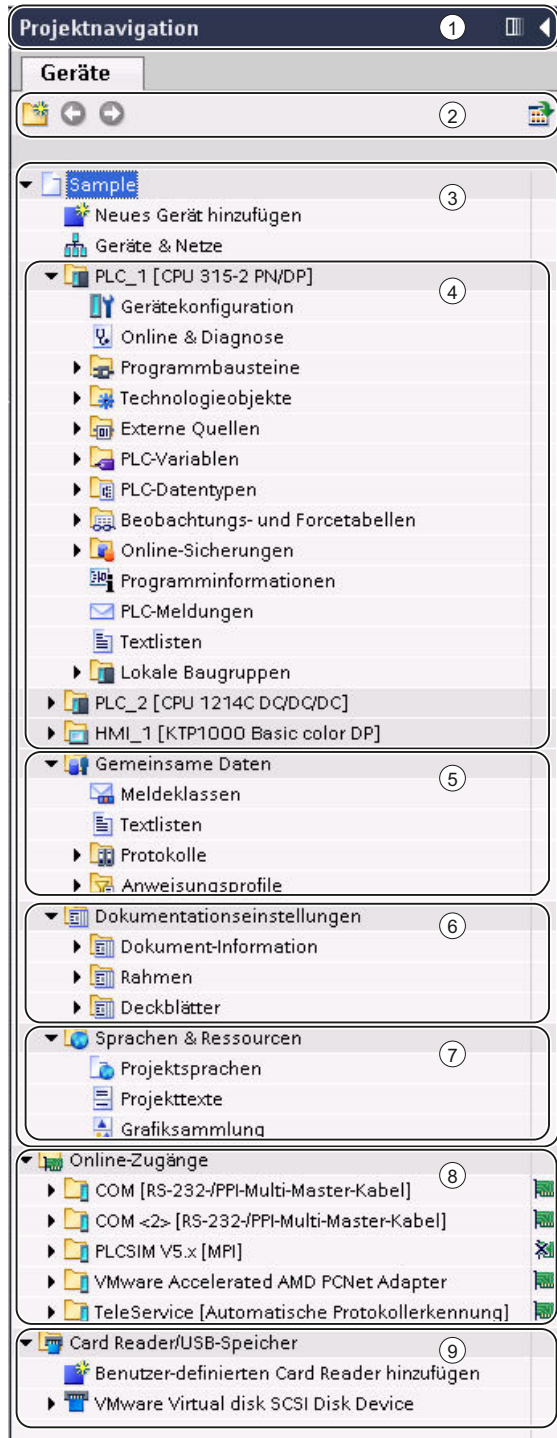 Projektnavigation 1
Geräte
2
Sample 3
Neues Gerät hinzufügen
Geräte & Netze
PLC_1 [CPU 315-2 PN/DP] 4
Gerätekonfiguration
Online & Diagnose
Programmbausteine
Technologieobjekte
Externe Quellen
PLC-Variablen
PLC-Datentypen
Beobachtungs- und Forcetabellen
Online-Sicherungen
Programminformationen
PLC-Meldungen
Textlisten
Lokale Baugruppen
PLC_2 [CPU 1214C DC/DC/DC]
HMI_1 [KTP1000 Basic color DP]
Gemeinsame Daten 5
Meldeklassen
Textlisten
Protokolle
Anweisungsprofile
Dokumentationseinstellungen 6
Dokument-Information
Rahmen
Deckblätter
Sprachen & Ressourcen 7
Projektsprachen
Projekttexte
Grafiksammlung
Online-Zugänge 8
COM [RS-232-/PPI-Multi-Master-Kabel]
COM <2> [RS-232-/PPI-Multi-Master-Kabel]
PLCSIM V5.x [MPI]
VMware Accelerated AMD PCNet Adapter
TeleService [Automatische Protokollerkennung]
Card Reader/USB-Speicher 9
Benutzer-definierten Card Reader hinzufügen
VMware Virtual disk SCSI Disk Device